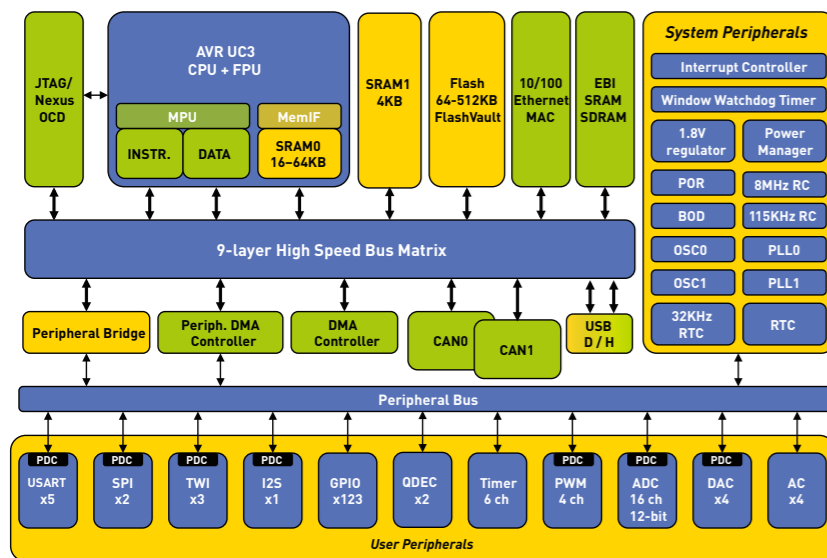 AVR UC3
CPU + FPU
JTAG/
Nexus
OCD
MPU
MemIF
INSTR.
DATA
SRAM0
16–64KB
SRAM1
4KB
Flash
64-512KB
FlashVault
10/100
Ethernet
MAC
EBI
SRAM
SDRAM
System Peripherals
Interrupt Controller
Window Watchdog Timer
1.8V
regulator
Power
Manager
POR
8MHz RC
BOD
115KHz RC
OSC0
PLL0
OSC1
PLL1
32KHz
RTC
RTC
9-layer High Speed Bus Matrix
Peripheral Bridge
Periph. DMA
Controller
DMA
Controller
CAN0
CAN1
USB
D / H
Peripheral Bus
PDC
USART
x5
PDC
SPI
x2
PDC
TWI
x3
PDC
I2S
x1
GPIO
x123
QDEC
x2
Timer
6 ch
PDC
PWM
4 ch
PDC
ADC
16 ch
12-bit
PDC
DAC
x4
AC
x4
User Peripherals